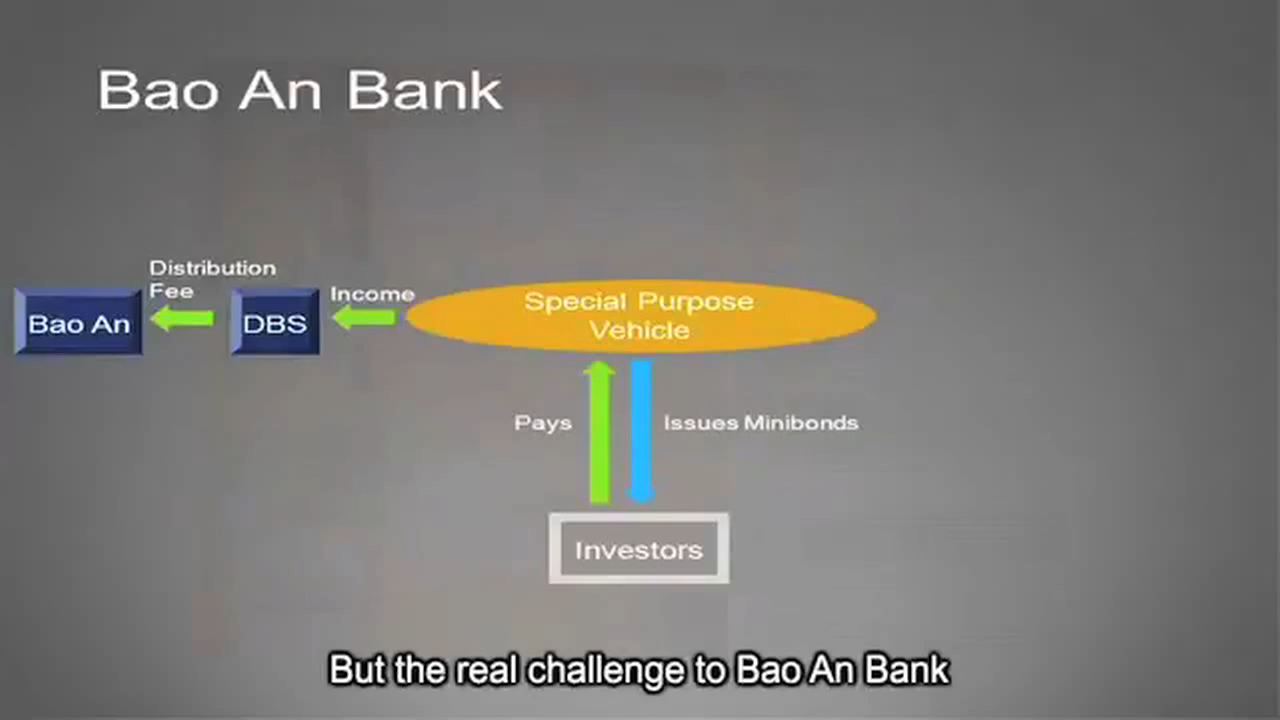 Bao An Bank
Distribution
Fee
Income
Bao An
DBS
Special Purpose
Vehicle
Pays
Issues Minibonds
Investors
But the real challenge to Bao An Bank